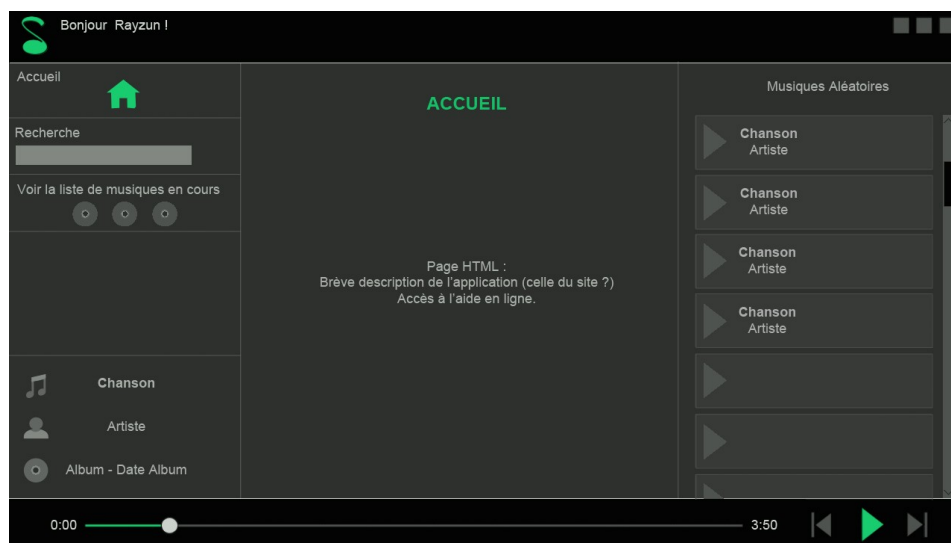 Bonjour Rayzun !
Accueil
Recherche
Voir la liste de musiques en cours
Chanson
Artiste
Album - Date Album
ACCUEIL
Page HTML :
Brève description de l'application (celle du site ?)
Accès à l'aide en ligne.
Musiques Aléatoires
Chanson
Artiste
Chanson
Artiste
Chanson
Artiste
Chanson
Artiste
0:00
3:50